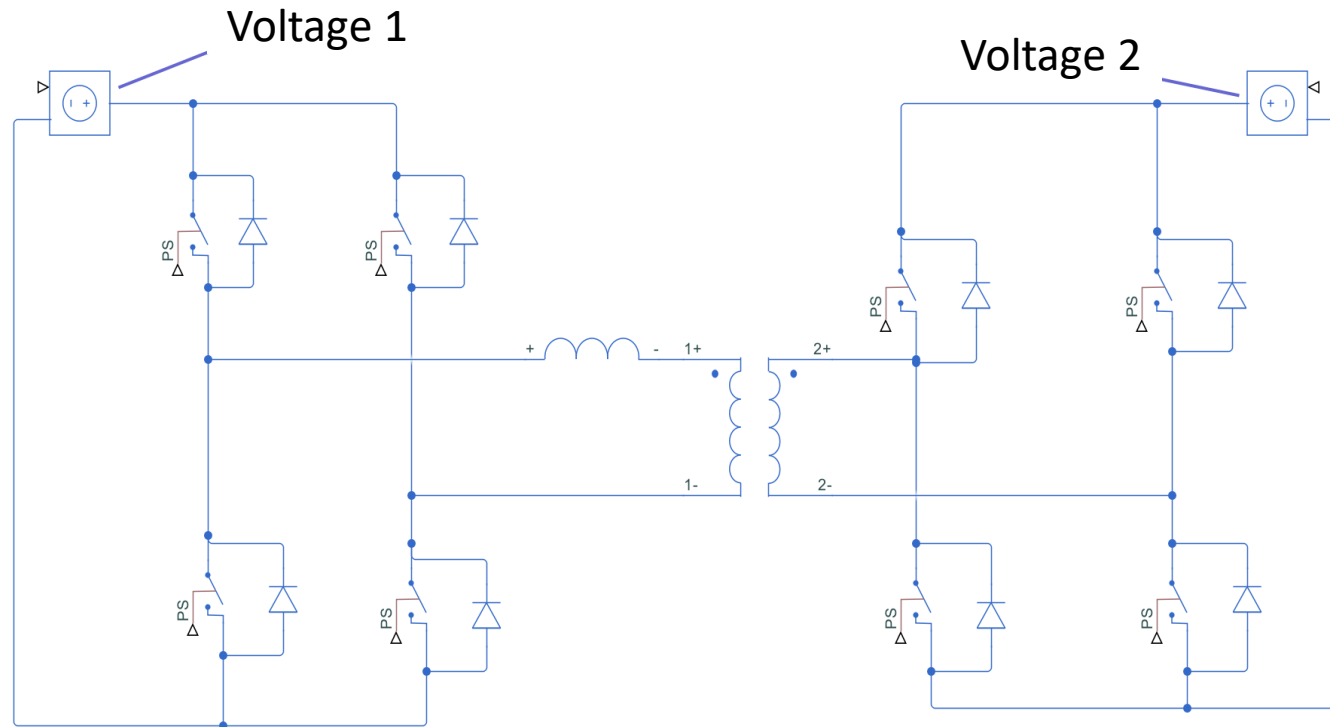 Voltage 1
Voltage 2
- +
+ -
PS
PS
PS
PS
+ - 1+ 2+
1- 2-
PS
PS
PS
PS